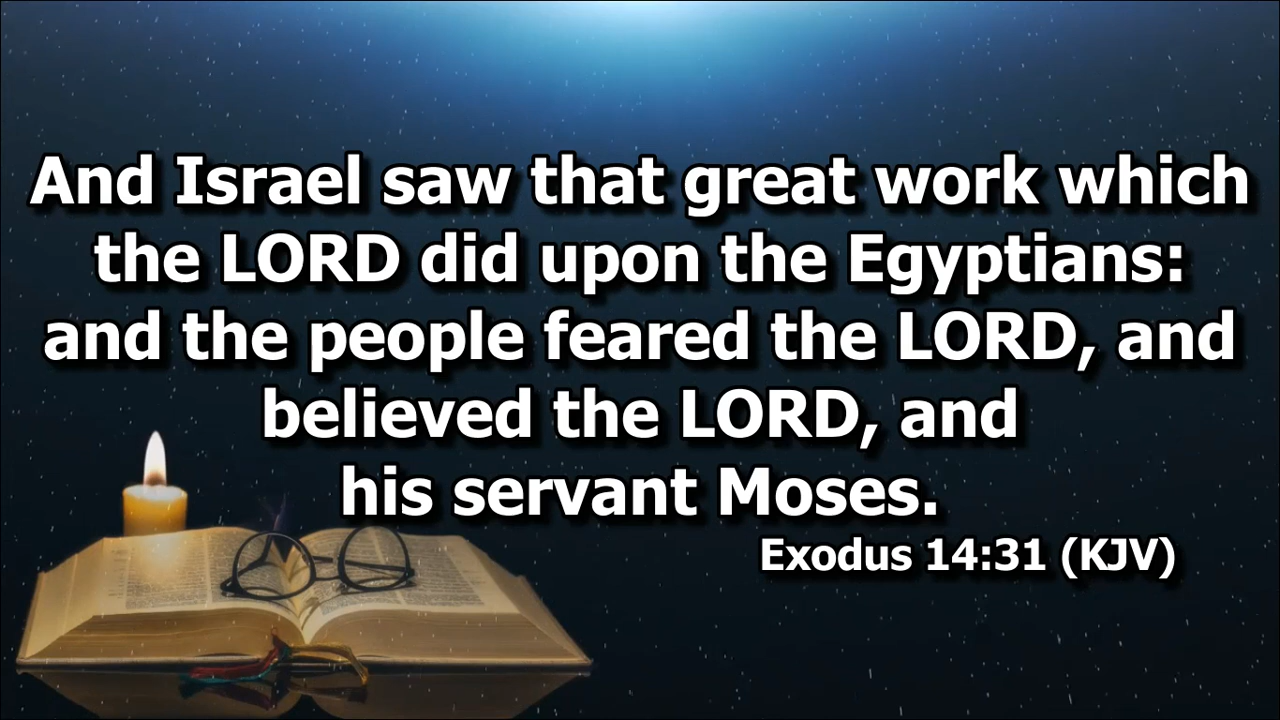 And Israel saw that great work which
the LORD did upon the Egyptians:
and the people feared the LORD, and
believed the LORD, and
his servant Moses.
Exodus 14:31 (KJV)